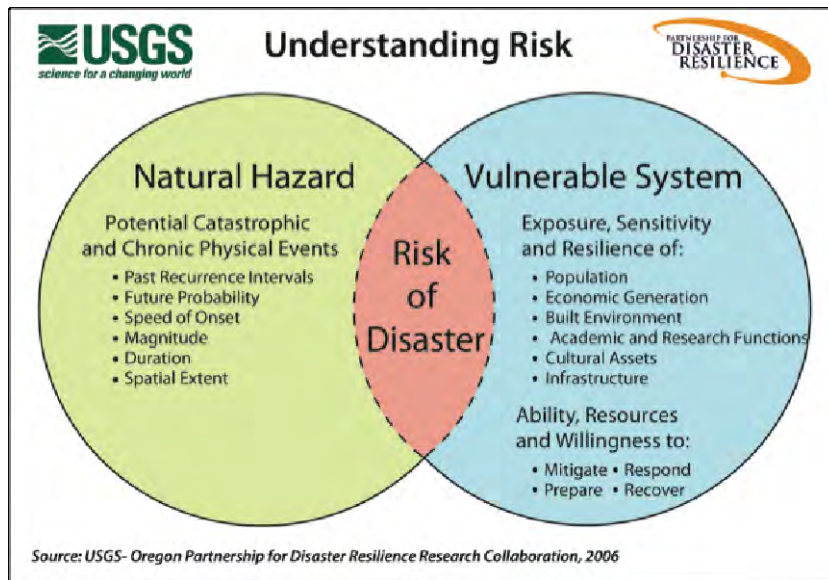 USGS
science for a changing world
Understanding Risk
PARTNERSHIP FOR
DISASTER
RESILIENCE
Natural Hazard
Potential Catastrophic
and Chronic Physical Events
• Past Recurrence Intervals
• Future Probability
• Speed of Onset
• Magnitude
• Duration
• Spatial Extent
Risk
of
Disaster
Vulnerable System
Exposure, Sensitivity
and Resilience of:
• Population
• Economic Generation
• Built Environment
• Academic and Research Functions
• Cultural Assets
• Infrastructure
Ability, Resources
and Willingness to:
• Mitigate • Respond
• Prepare • Recover
Source: USGS- Oregon Partnership for Disaster Resilience Research Collaboration, 2006